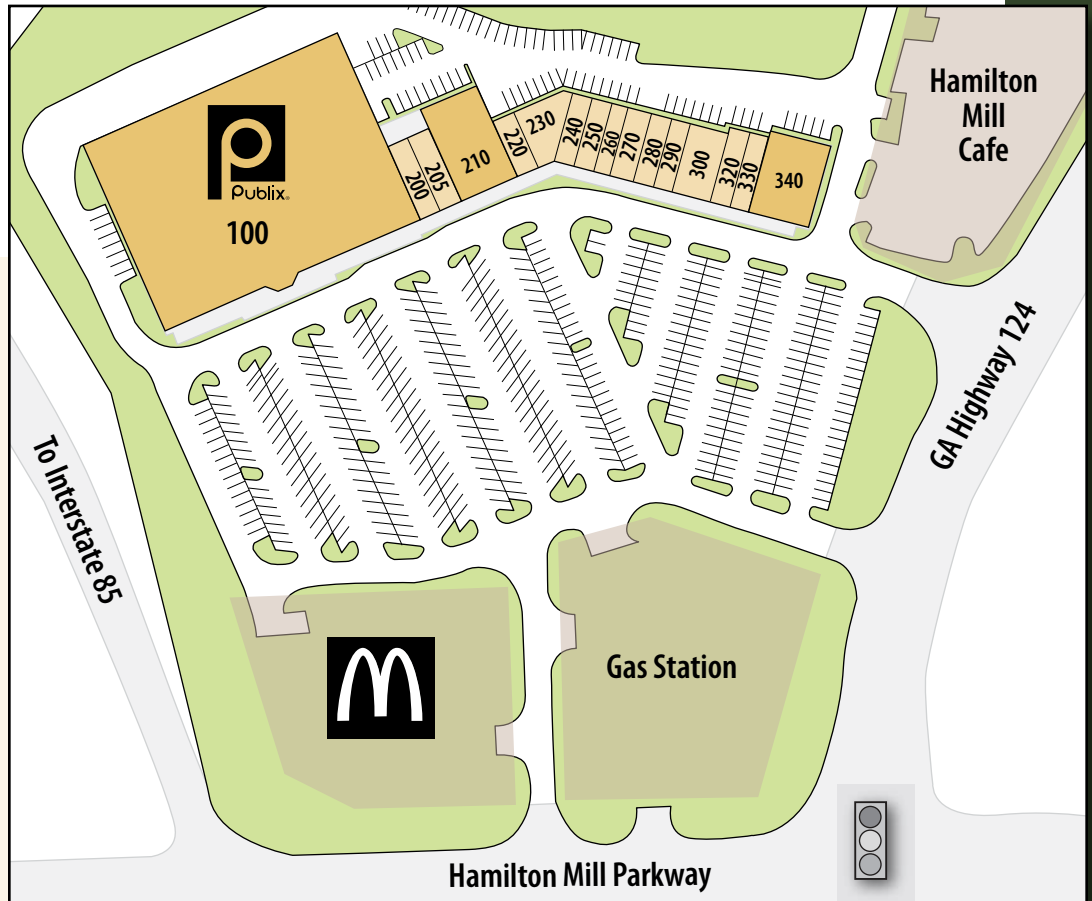 Hamilton
Mill
Cafe
Publix.
100
200
205
210
220
230
240
250
260
270
280
290
300
320
330
340
GA Highway 124
To Interstate 85
Gas Station
Hamilton Mill Parkway